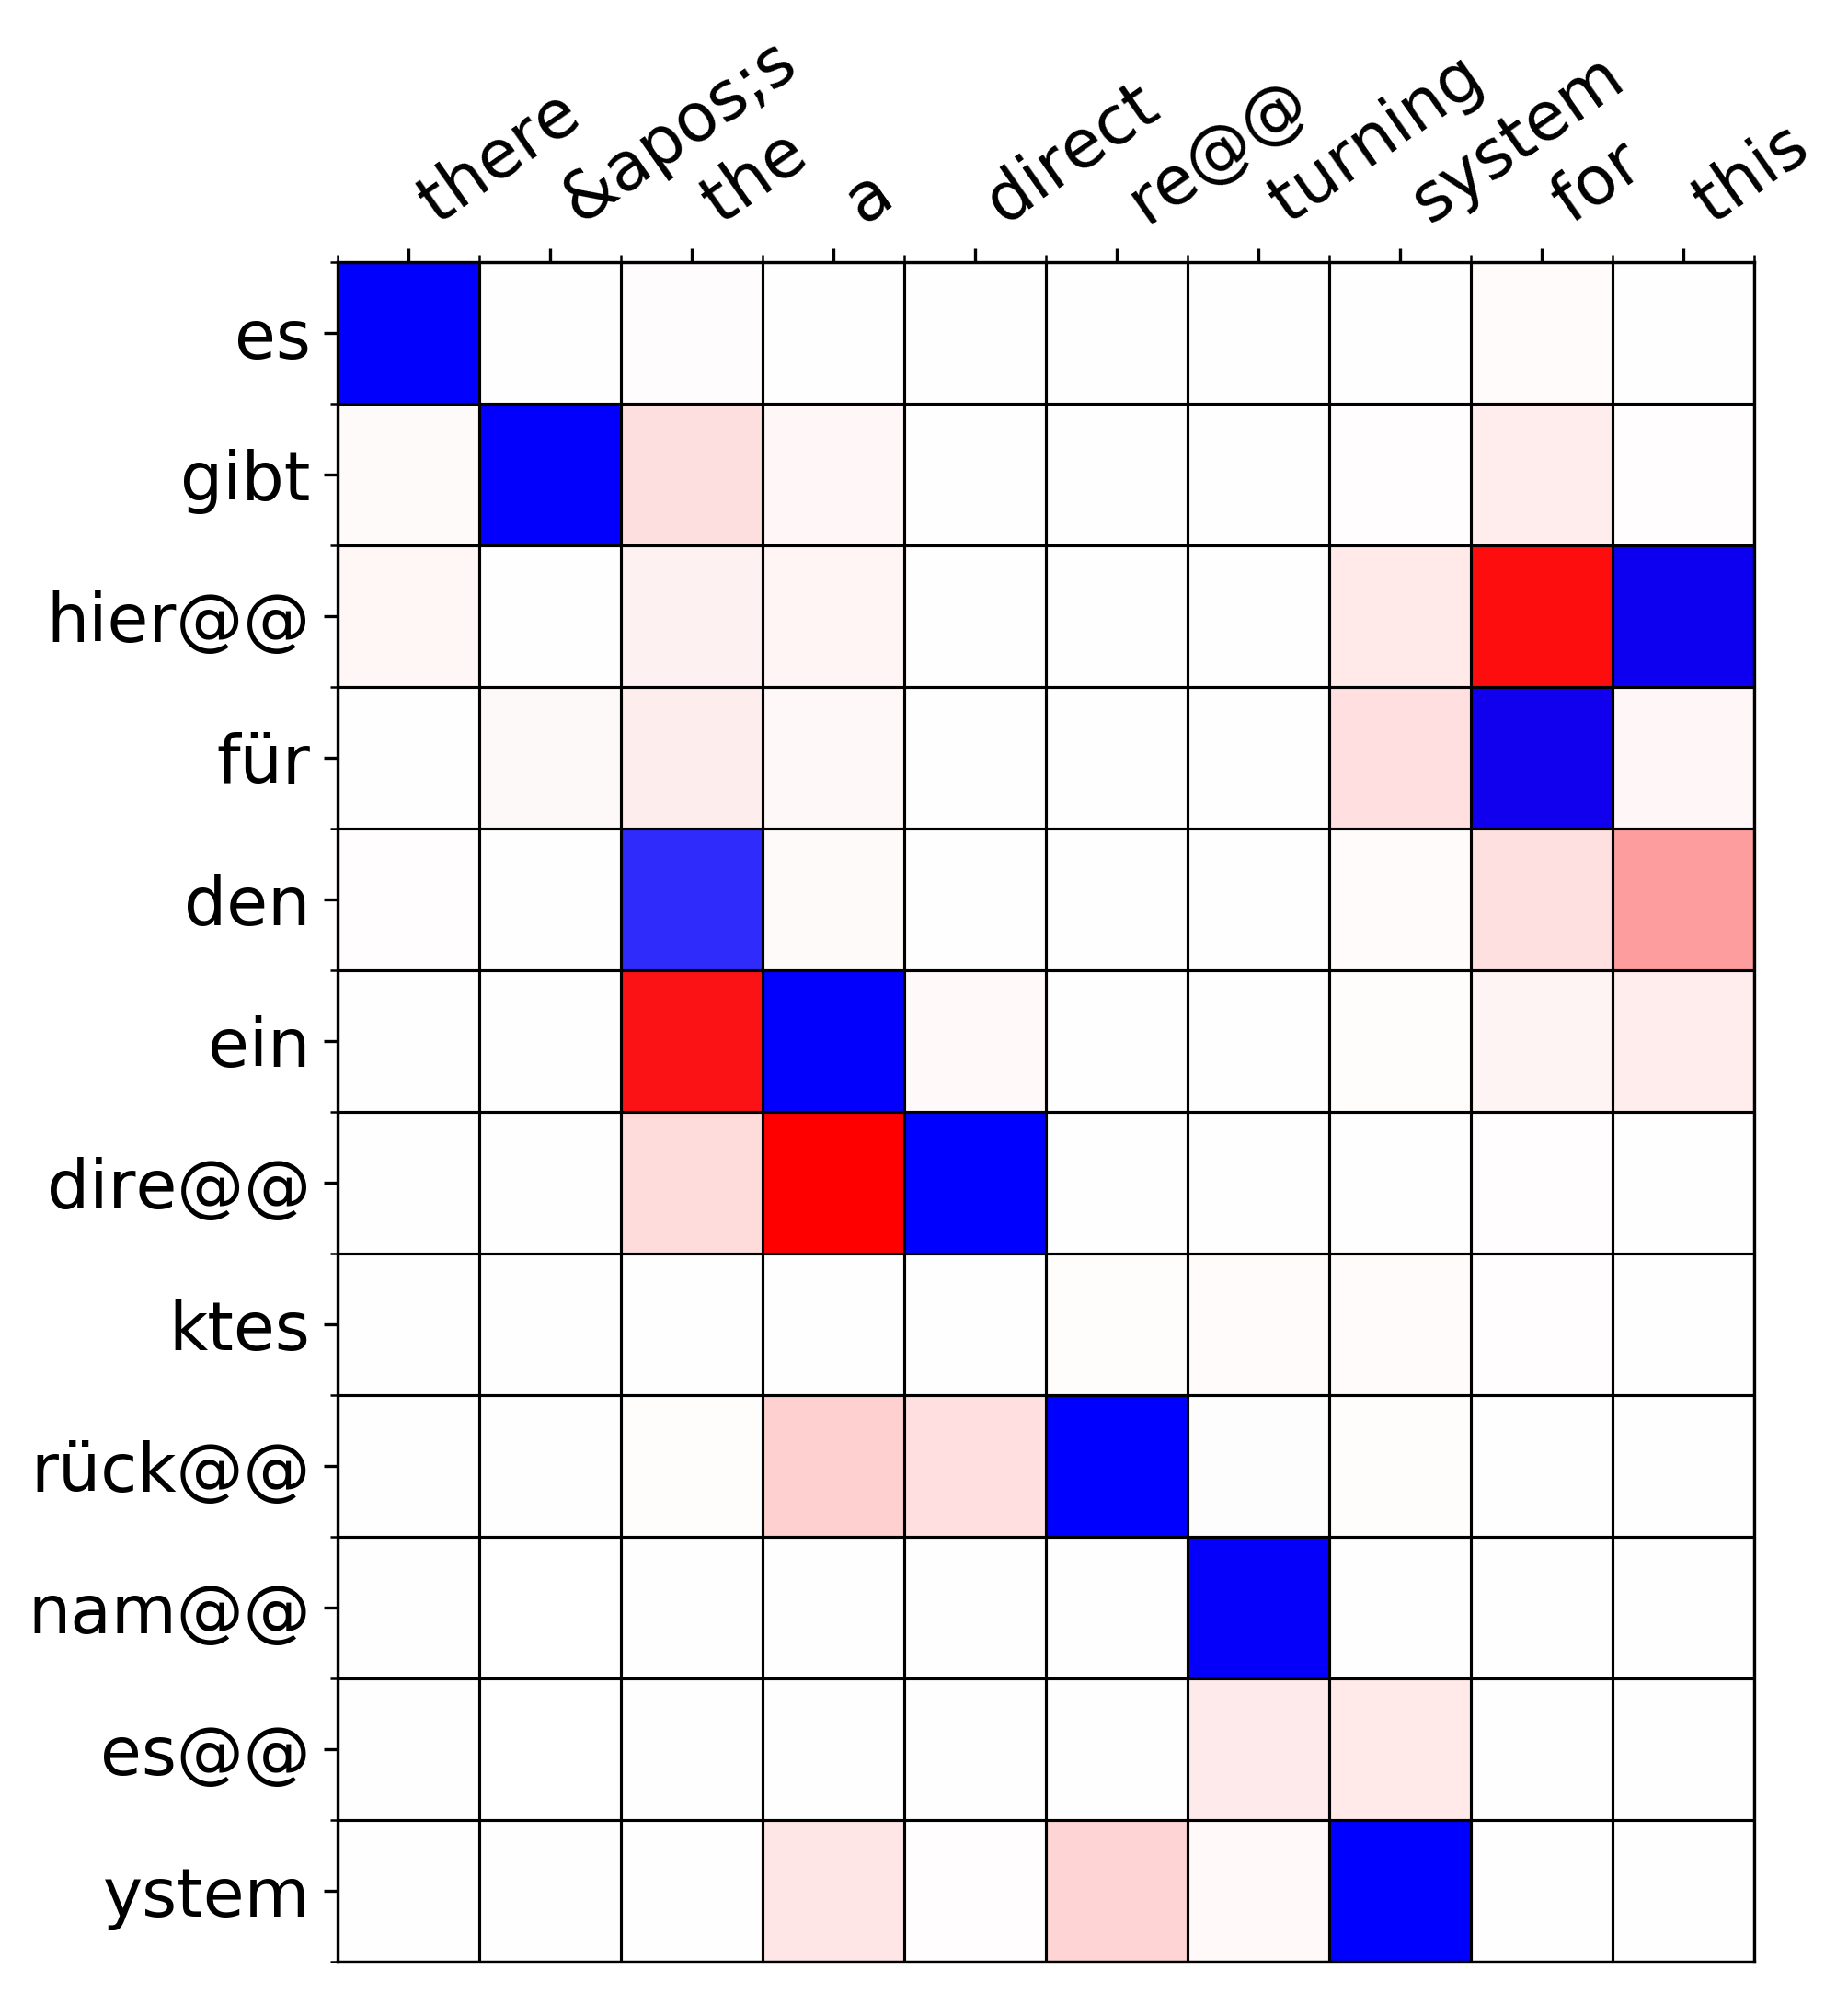 there
&apos;s
the
a
direct
re@@
turning
system
for
this
es
gibt
hier@@
für
den
ein
dire@@
ktes
rück@@
nam@@
es@@
ystem